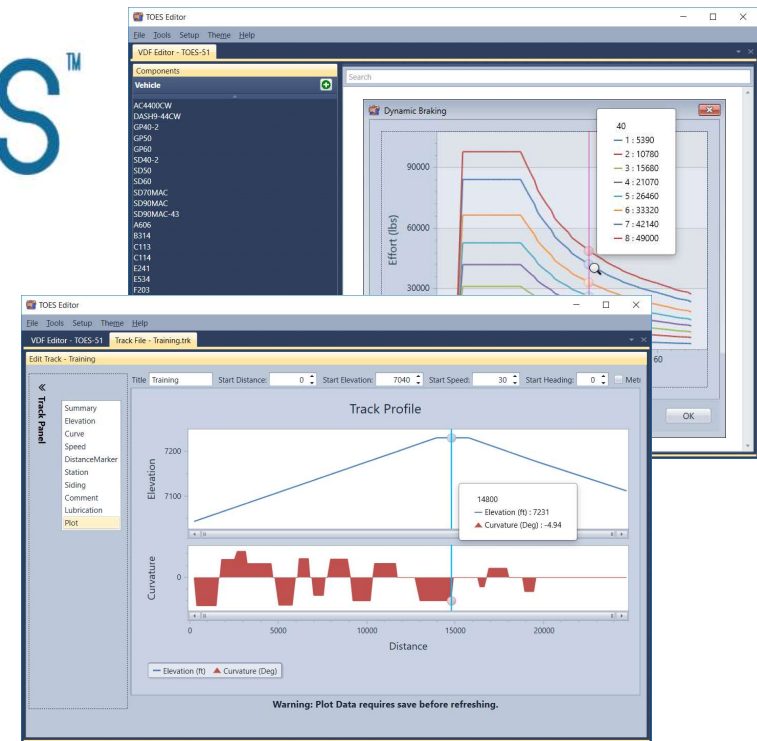 S™
TOES Editor
File Tools Setup Theme Help
VDF Editor - TOES-51
Components
Vehicle
Search
AC4400CW
DASH9-44CW
GP40-2
GP50
GP60
SD40-2
SD50
SD60
SD70MAC
SD90MAC
SD90MAC-43
A606
B314
C113
C114
E241
E534
F203
Dynamic Braking
Effort (lbs)
90000
60000
30000
60
40
1 : 5390
2 : 10780
3 : 15680
4 : 21070
5 : 26460
6 : 33320
7 : 42140
8 : 49000
OK
TOES Editor
File Tools Setup Theme Help
VDF Editor - TOES-51 Track File - Training.trk
Edit Track - Training
Title Training Start Distance: 0 Start Elevation: 7040 Start Speed: 30 Start Heading: 0 Metr
Track Panel
Summary
Elevation
Curve
Speed
DistanceMarker
Station
Siding
Comment
Lubrication
Plot
Track Profile
Elevation
7200
7100
14800
Elevation (ft) : 7231
Curvature (Deg) : -4.94
Curvature
0
0 5000 10000 15000 20000
Distance
Elevation (ft) Curvature (Deg)
Warning: Plot Data requires save before refreshing.